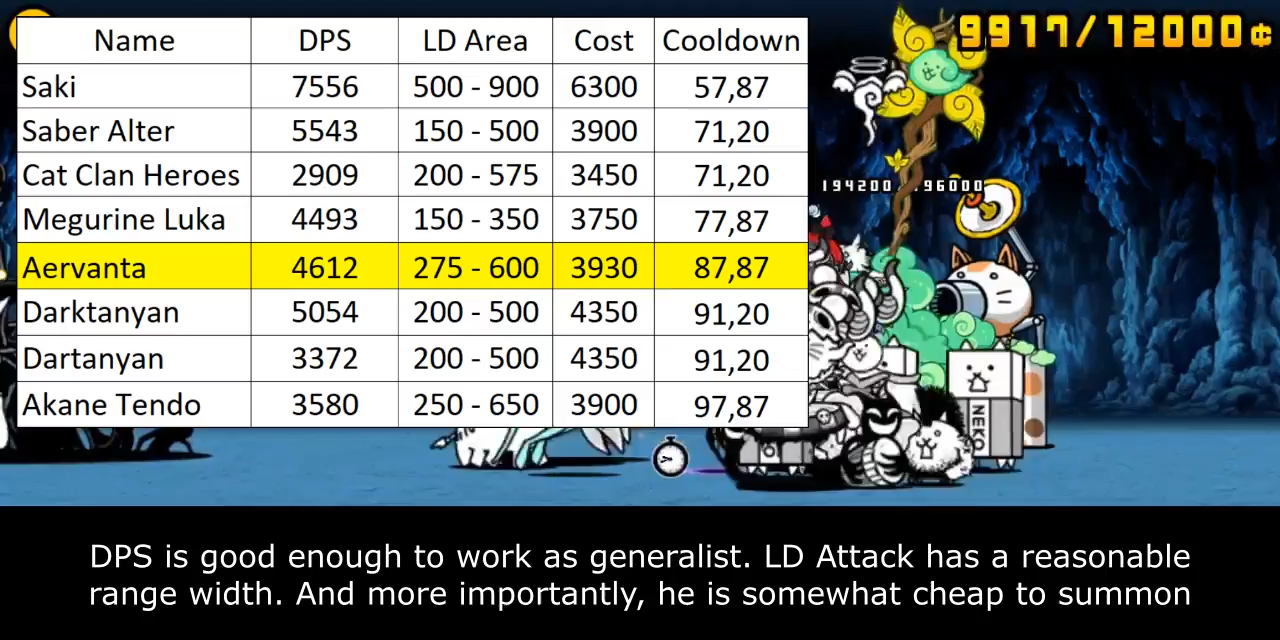 9917/12000¢
Name DPS LD Area Cost Cooldown
Saki 7556 500 - 900 6300 57,87
Saber Alter 5543 150 - 500 3900 71,20
Cat Clan Heroes 2909 200 - 575 3450 71,20
Megurine Luka 4493 150 - 350 3750 77,87
Aervanta 4612 275 - 600 3930 87,87
Darktanyan 5054 200 - 500 4350 91,20
Dartanyan 3372 200 - 500 4350 91,20
Akane Tendo 3580 250 - 650 3900 97,87
NEKO
DPS is good enough to work as generalist. LD Attack has a reasonable
range width. And more importantly, he is somewhat cheap to summon